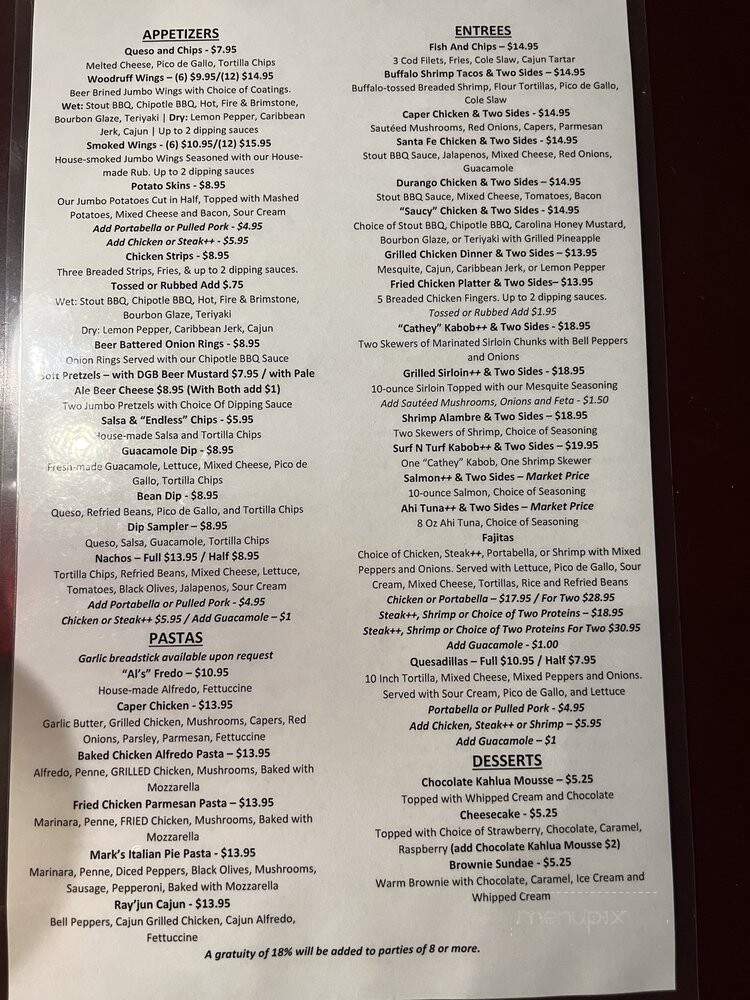 APPETIZERS
Queso and Chips - $7.95
Melted Cheese, Pico de Gallo, Tortilla Chips
Woodruff Wings – (6) $9.95/(12) $14.95
Beer Brined Jumbo Wings with Choice of Coatings.
Wet: Stout BBQ, Chipotle BBQ, Hot, Fire & Brimstone,
Bourbon Glaze, Teriyaki | Dry: Lemon Pepper, Caribbean
Jerk, Cajun | Up to 2 dipping sauces
Smoked Wings - (6) $10.95/(12) $15.95
House-smoked Jumbo Wings Seasoned with our House-
made Rub. Up to 2 dipping sauces
Potato Skins - $8.95
Our Jumbo Potatoes Cut in Half, Topped with Mashed
Potatoes, Mixed Cheese and Bacon, Sour Cream
Add Portabella or Pulled Pork - $4.95
Add Chicken or Steak++ - $5.95
Chicken Strips - $8.95
Three Breaded Strips, Fries, & up to 2 dipping sauces.
Tossed or Rubbed Add $.75
Wet: Stout BBQ, Chipotle BBQ, Hot, Fire & Brimstone,
Bourbon Glaze, Teriyaki
Dry: Lemon Pepper, Caribbean Jerk, Cajun
Beer Battered Onion Rings - $8.95
Onion Rings Served with our Chipotle BBQ Sauce
Soft Pretzels – with DGB Beer Mustard $7.95 / with Pale
Ale Beer Cheese $8.95 (With Both add $1)
Two Jumbo Pretzels with Choice Of Dipping Sauce
Salsa & "Endless" Chips - $5.95
House-made Salsa and Tortilla Chips
Guacamole Dip - $8.95
Fresh-made Guacamole, Lettuce, Mixed Cheese, Pico de
Gallo, Tortilla Chips
Bean Dip - $8.95
Queso, Refried Beans, Pico de Gallo, and Tortilla Chips
Dip Sampler – $8.95
Queso, Salsa, Guacamole, Tortilla Chips
Nachos – Full $13.95 / Half $8.95
Tortilla Chips, Refried Beans, Mixed Cheese, Lettuce,
Tomatoes, Black Olives, Jalapenos, Sour Cream
Add Portabella or Pulled Pork - $4.95
Chicken or Steak++ $5.95 / Add Guacamole – $1
PASTAS
Garlic breadstick available upon request
"Al's" Fredo – $10.95
House-made Alfredo, Fettuccine
Caper Chicken - $13.95
Garlic Butter, Grilled Chicken, Mushrooms, Capers, Red
Onions, Parsley, Parmesan, Fettuccine
Baked Chicken Alfredo Pasta – $13.95
Alfredo, Penne, GRILLED Chicken, Mushrooms, Baked with
Mozzarella
Fried Chicken Parmesan Pasta – $13.95
Marinara, Penne, FRIED Chicken, Mushrooms, Baked with
Mozzarella
Mark's Italian Pie Pasta - $13.95
Marinara, Penne, Diced Peppers, Black Olives, Mushrooms,
Sausage, Pepperoni, Baked with Mozzarella
Ray'jun Cajun - $13.95
Bell Peppers, Cajun Grilled Chicken, Cajun Alfredo,
Fettuccine
ENTREES
Fish And Chips – $14.95
3 Cod Filets, Fries, Cole Slaw, Cajun Tartar
Buffalo Shrimp Tacos & Two Sides – $14.95
Buffalo-tossed Breaded Shrimp, Flour Tortillas, Pico de Gallo,
Cole Slaw
Caper Chicken & Two Sides - $14.95
Sautéed Mushrooms, Red Onions, Capers, Parmesan
Santa Fe Chicken & Two Sides - $14.95
Stout BBQ Sauce, Jalapenos, Mixed Cheese, Red Onions,
Guacamole
Durango Chicken & Two Sides – $14.95
Stout BBQ Sauce, Mixed Cheese, Tomatoes, Bacon
"Saucy" Chicken & Two Sides - $14.95
Choice of Stout BBQ, Chipotle BBQ, Carolina Honey Mustard,
Bourbon Glaze, or Teriyaki with Grilled Pineapple
Grilled Chicken Dinner & Two Sides – $13.95
Mesquite, Cajun, Caribbean Jerk, or Lemon Pepper
Fried Chicken Platter & Two Sides– $13.95
5 Breaded Chicken Fingers. Up to 2 dipping sauces.
Tossed or Rubbed Add $1.95
"Cathey" Kabob++ & Two Sides - $18.95
Two Skewers of Marinated Sirloin Chunks with Bell Peppers
and Onions
Grilled Sirloin++ & Two Sides - $18.95
10-ounce Sirloin Topped with our Mesquite Seasoning
Add Sautéed Mushrooms, Onions and Feta - $1.50
Shrimp Alambre & Two Sides – $18.95
Two Skewers of Shrimp, Choice of Seasoning
Surf N Turf Kabob++ & Two Sides - $19.95
One "Cathey" Kabob, One Shrimp Skewer
Salmon++ & Two Sides – Market Price
10-ounce Salmon, Choice of Seasoning
Ahi Tuna++ & Two Sides – Market Price
8 Oz Ahi Tuna, Choice of Seasoning
Fajitas
Choice of Chicken, Steak++, Portabella, or Shrimp with Mixed
Peppers and Onions. Served with Lettuce, Pico de Gallo, Sour
Cream, Mixed Cheese, Tortillas, Rice and Refried Beans
Chicken or Portabella – $17.95 / For Two $28.95
Steak++, Shrimp or Choice of Two Proteins – $18.95
Steak++, Shrimp or Choice of Two Proteins For Two $30.95
Add Guacamole - $1.00
Quesadillas – Full $10.95 / Half $7.95
10 Inch Tortilla, Mixed Cheese, Mixed Peppers and Onions.
Served with Sour Cream, Pico de Gallo, and Lettuce
Portabella or Pulled Pork - $4.95
Add Chicken, Steak++ or Shrimp – $5.95
Add Guacamole – $1
DESSERTS
Chocolate Kahlua Mousse – $5.25
Topped with Whipped Cream and Chocolate
Cheesecake - $5.25
Topped with Choice of Strawberry, Chocolate, Caramel,
Raspberry (add Chocolate Kahlua Mousse $2)
Brownie Sundae - $5.25
Warm Brownie with Chocolate, Caramel, Ice Cream and
Whipped Cream
menupix
A gratuity of 18% will be added to parties of 8 or more.